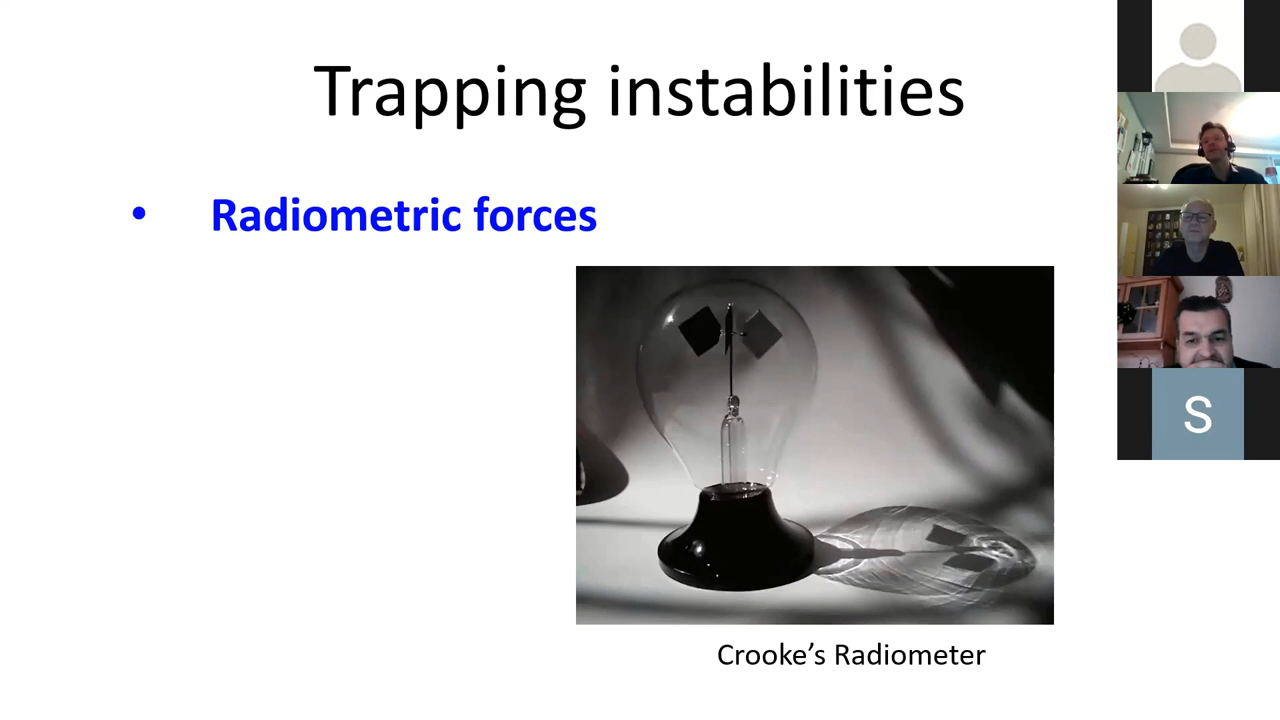 Trapping instabilities
• Radiometric forces
Crooke's Radiometer
S